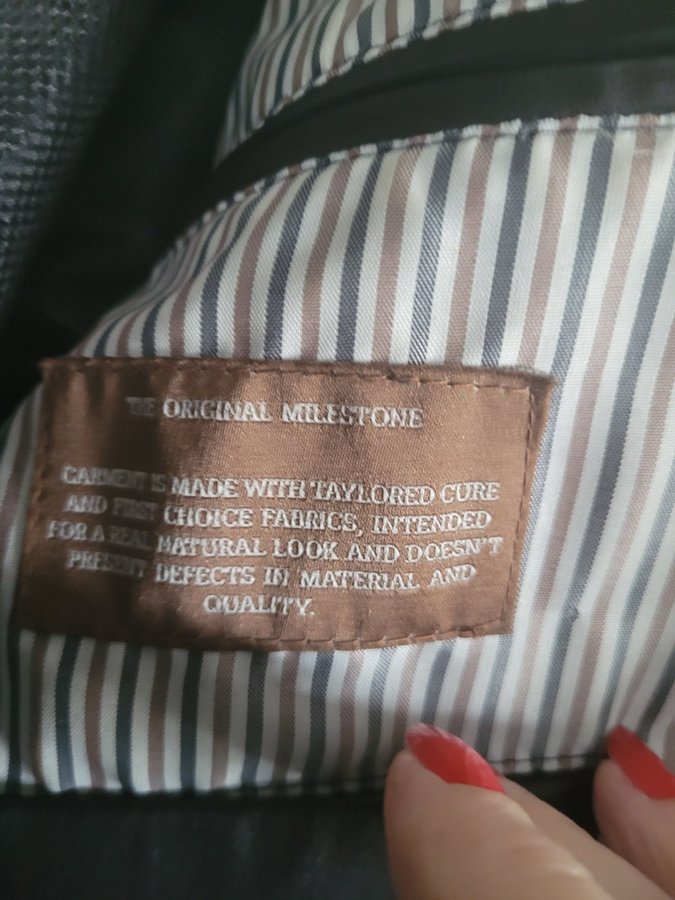 THE ORIGINAL MILESTONE
GARMENT IS MADE WITH TAYLORED CURE
AND FIRST CHOICE FABRICS, INTENDED
FOR A REAL NATURAL LOOK AND DOESN'T
PRESENT DEFECTS IN MATERIAL AND
QUALITY.